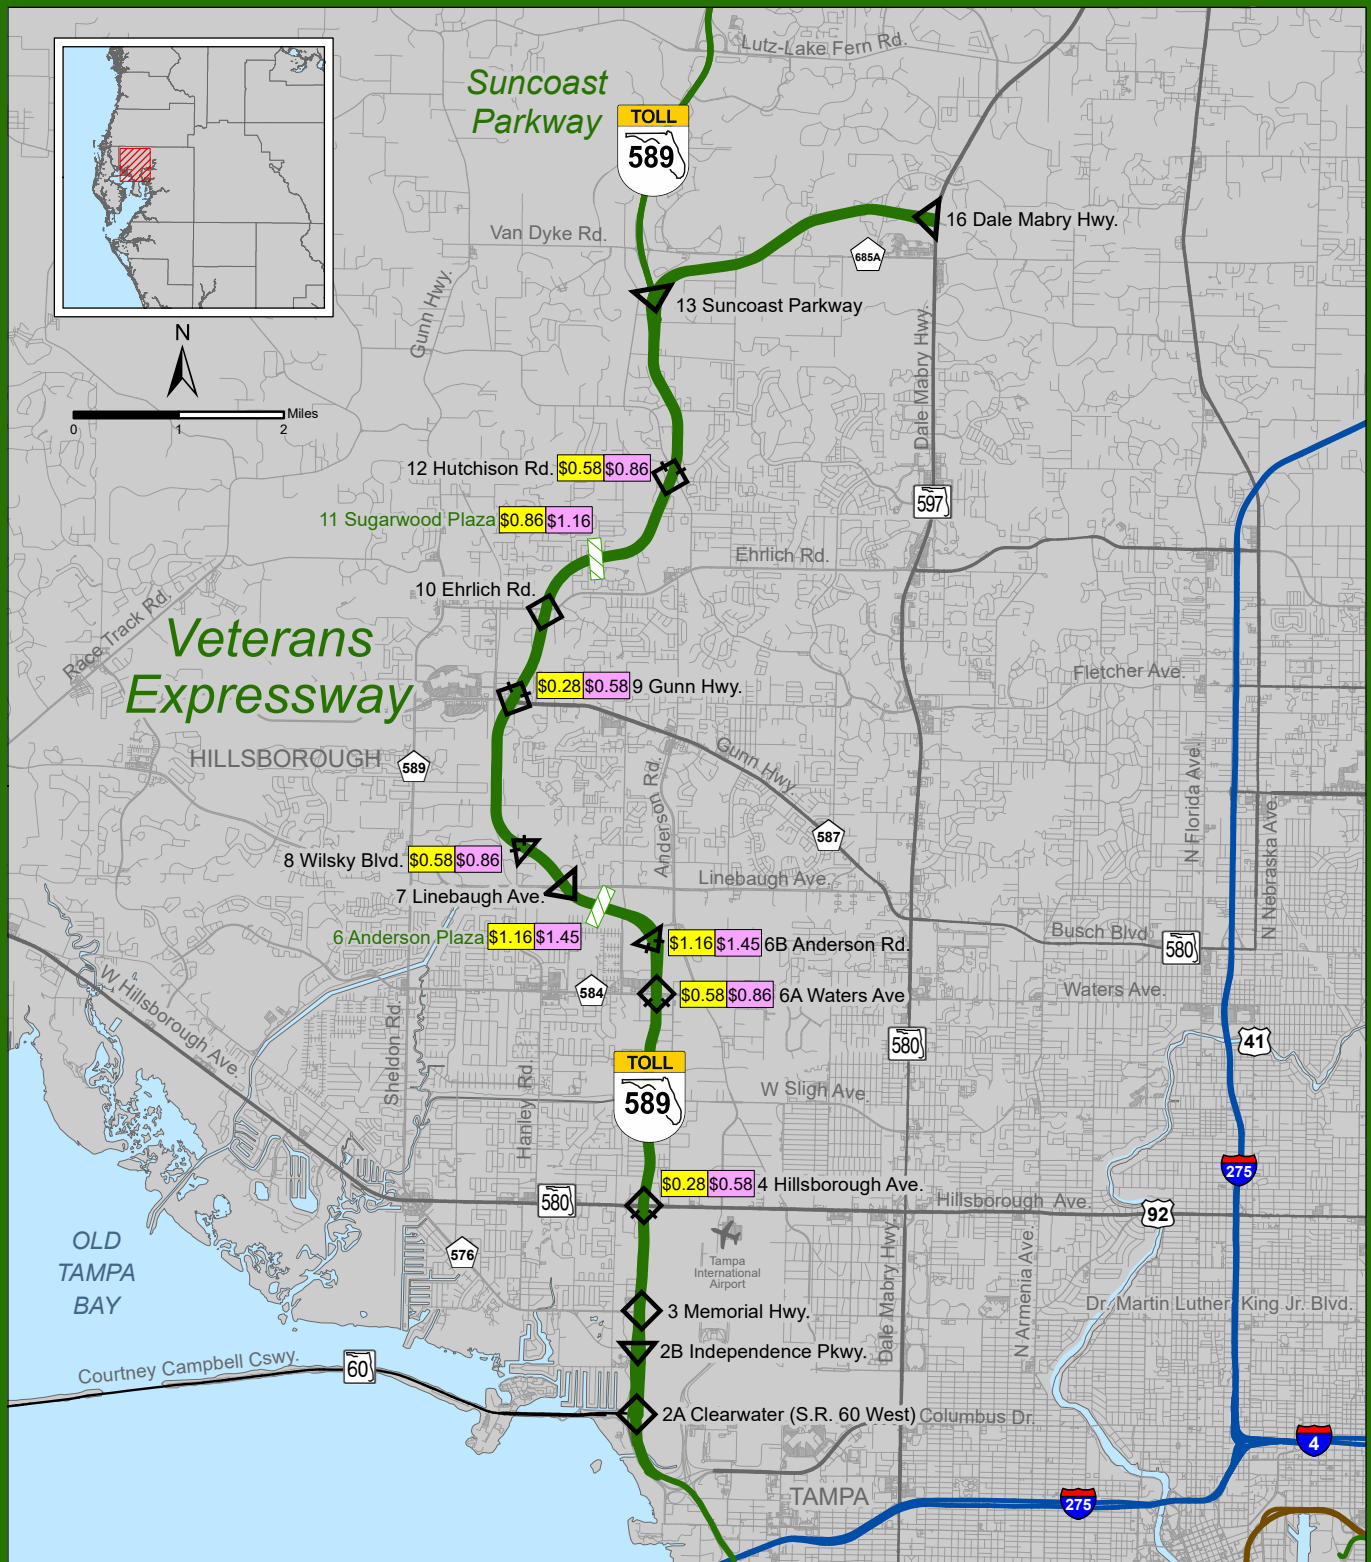 Lutz-Lake Fern Rd.
Suncoast
Parkway
TOLL
589
16 Dale Mabry Hwy.
Van Dyke Rd.
685A
Gunn Hwy.
13 Suncoast Parkway
N
Miles
0 1 2
Dale Mabry Hwy.
12 Hutchison Rd. $0.58 $0.86
597
11 Sugarwood Plaza $0.86 $1.16
Ehrlich Rd.
10 Ehrlich Rd.
Race Track Rd.
Veterans
Expressway
Fletcher Ave.
$0.28 $0.58 9 Gunn Hwy.
HILLSBOROUGH
589
Gunn Hwy.
Anderson Rd.
587
N Florida Ave.
N Nebraska Ave.
8 Wilsky Blvd. $0.58 $0.86
7 Linebaugh Ave.
Linebaugh Ave.
6 Anderson Plaza $1.16 $1.45
$1.16 $1.45 6B Anderson Rd.
Busch Blvd.
580
W. Hillsborough Ave.
584
$0.58 $0.86 6A Waters Ave
Waters Ave.
Sheldon Rd.
580
41
Hanley Rd.
TOLL
589
W Sligh Ave.
275
$0.28 $0.58 4 Hillsborough Ave.
580
Hillsborough Ave.
92
OLD
TAMPA
BAY
576
Tampa
International
Airport
Dale Mabry Hwy.
N Armenia Ave.
3 Memorial Hwy.
Dr. Martin Luther King Jr. Blvd.
2B Independence Pkwy.
Courtney Campbell Cswy.
60
2A Clearwater (S.R. 60 West)
Columbus Dr.
4
TAMPA
275